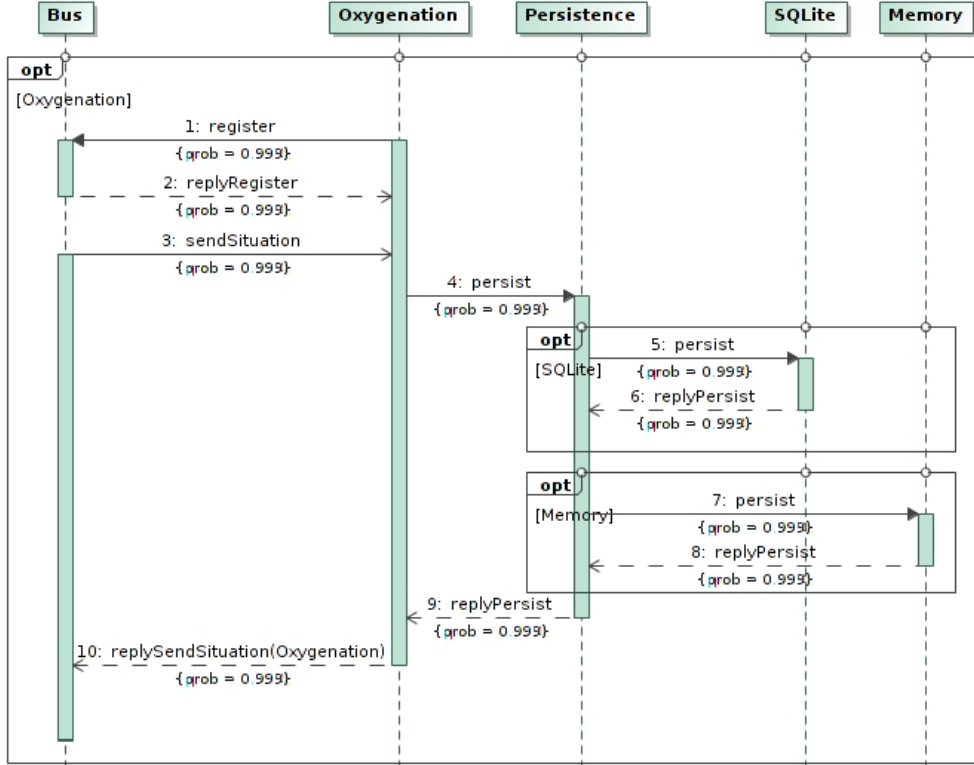 Bus
Oxygenation
Persistence
SQLite
Memory
opt
[Oxygenation]
1: register
{prob = 0.999}
2: replyRegister
{prob = 0.999}
3: sendSituation
{prob = 0.999}
4: persist
{prob = 0.999}
opt
[SQLite]
5: persist
{prob = 0.999}
6: replyPersist
{prob = 0.999}
opt
[Memory]
7: persist
{prob = 0.999}
8: replyPersist
{prob = 0.999}
9: replyPersist
{prob = 0.999}
10: replySendSituation(Oxygenation)
{prob = 0.999}